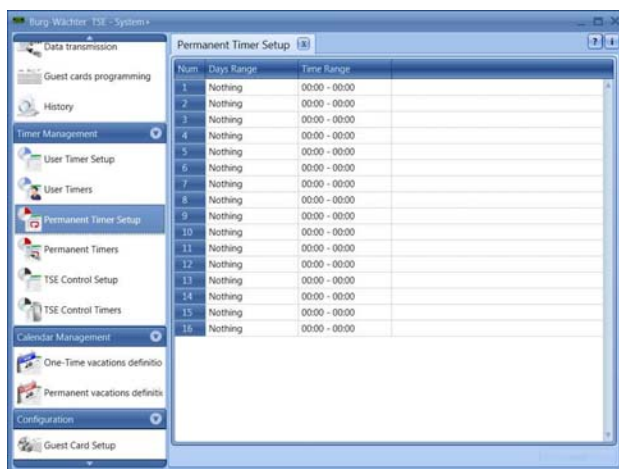 Burg-Wächter TSE - System+
Data transmission
Guest cards programming
History
Timer Management
User Timer Setup
User Timers
Permanent Timer Setup
Permanent Timers
TSE Control Setup
TSE Control Timers
Calendar Management
One-Time vacations definitio
Permanent vacations definiti
Configuration
Guest Card Setup
Permanent Timer Setup x
? i
Num Days Range Time Range
1 Nothing 00:00 - 00:00
2 Nothing 00:00 - 00:00
3 Nothing 00:00 - 00:00
4 Nothing 00:00 - 00:00
5 Nothing 00:00 - 00:00
6 Nothing 00:00 - 00:00
7 Nothing 00:00 - 00:00
8 Nothing 00:00 - 00:00
9 Nothing 00:00 - 00:00
10 Nothing 00:00 - 00:00
11 Nothing 00:00 - 00:00
12 Nothing 00:00 - 00:00
13 Nothing 00:00 - 00:00
14 Nothing 00:00 - 00:00
15 Nothing 00:00 - 00:00
16 Nothing 00:00 - 00:00